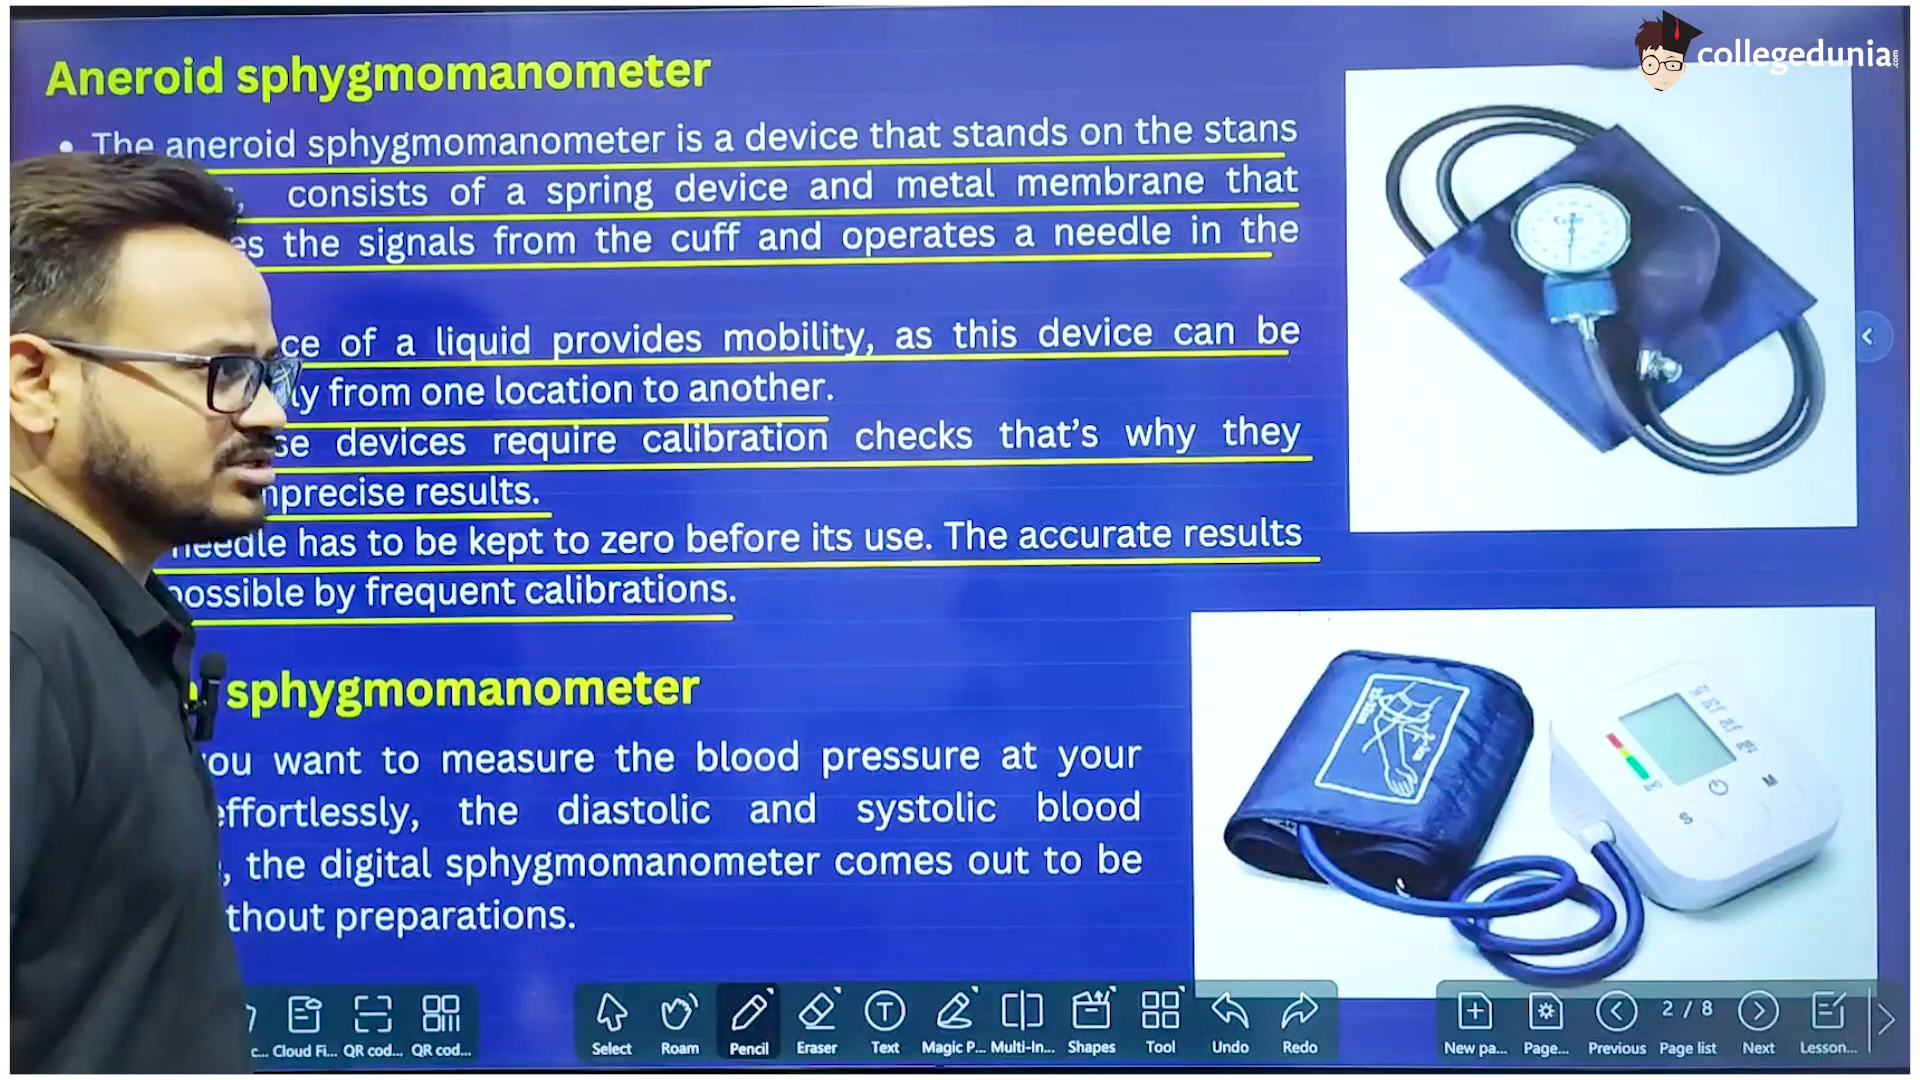 collegedunia
.com
Aneroid sphygmomanometer
• The aneroid sphygmomanometer is a device that stands on the stans
consists of a spring device and metal membrane that
the signals from the cuff and operates a needle in the
of a liquid provides mobility, as this device can be
from one location to another.
devices require calibration checks that's why they
results.
needle has to be kept to zero before its use. The accurate results
possible by frequent calibrations.
sphygmomanometer
you want to measure the blood pressure at your
effortlessly, the diastolic and systolic blood
, the digital sphygmomanometer comes out to be
preparations.
S
M
Cloud Fi... QR cod... QR cod...
Select Roam Pencil Eraser Text Magic P... Multi-In... Shapes Tool Undo Redo
2 / 8
New pa... Page... Previous Page list Next Lesson...